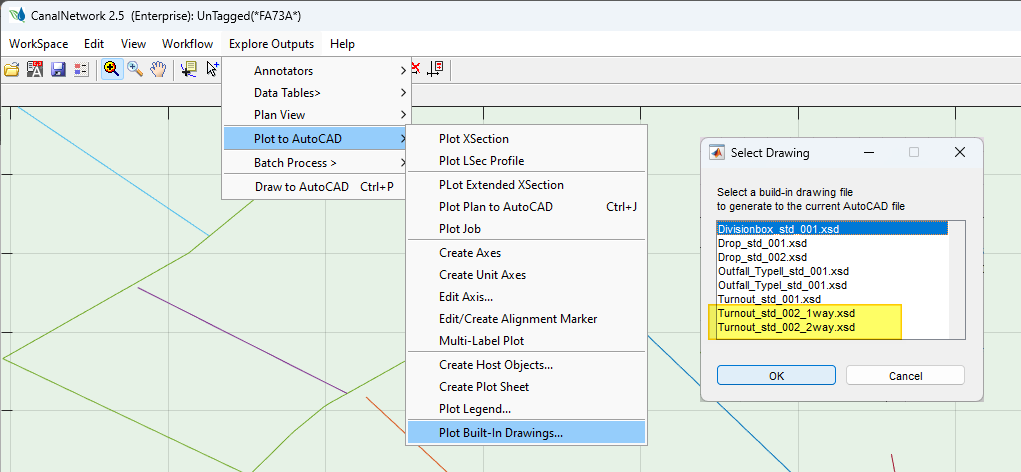 CanalNetwork 2.5 (Enterprise): UnTagged(*FA73A*)
WorkSpace Edit View Workflow Explore Outputs Help
Annotators
Data Tables>
Plan View
Plot to AutoCAD
Batch Process >
Draw to AutoCAD Ctrl+P
Plot XSection
Plot LSec Profile
PLot Extended XSection
Plot Plan to AutoCAD Ctrl+J
Plot Job
Create Axes
Create Unit Axes
Edit Axis...
Edit/Create Alignment Marker
Multi-Label Plot
Create Host Objects...
Create Plot Sheet
Plot Legend...
Plot Built-In Drawings...
Select Drawing
Select a build-in drawing file
to generate to the current AutoCAD file
Divisionbox_std_001.xsd
Drop_std_001.xsd
Drop_std_002.xsd
Outfall_TypeII_std_001.xsd
Outfall_TypeI_std_001.xsd
Turnout_std_001.xsd
Turnout_std_002_1way.xsd
Turnout_std_002_2way.xsd
OK Cancel